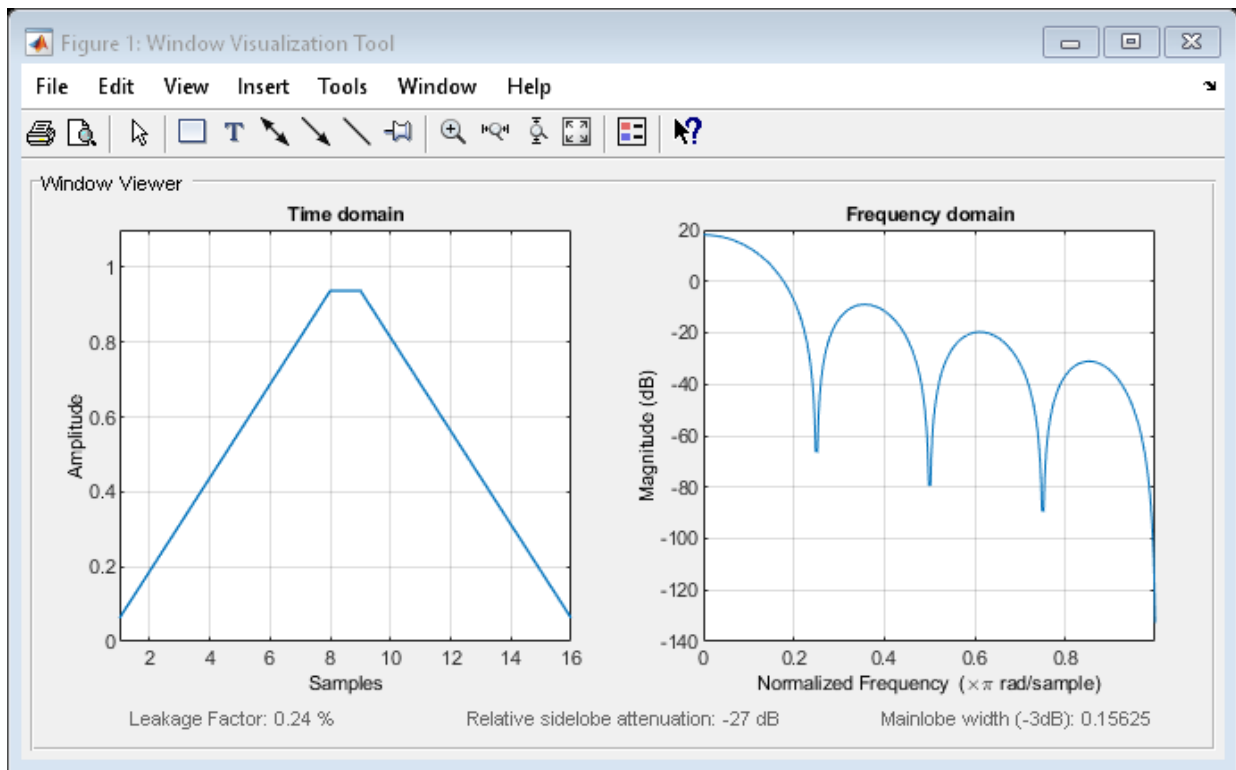 Figure 1: Window Visualization Tool
File Edit View Insert Tools Window Help
T
?
Window Viewer
Time domain
Amplitude
1
0.8
0.6
0.4
0.2
0
2 4 6 8 10 12 14 16
Samples
Frequency domain
Magnitude (dB)
20
0
-20
-40
-60
-80
-100
-120
-140
0 0.2 0.4 0.6 0.8
Normalized Frequency (×π rad/sample)
Leakage Factor: 0.24 % Relative sidelobe attenuation: -27 dB Mainlobe width (-3dB): 0.15625